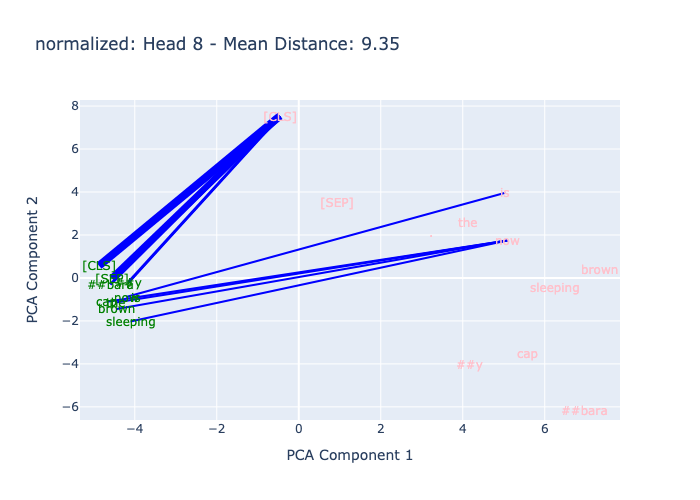 normalized: Head 8 - Mean Distance: 9.35
8
[CLS]
6
4
is
[SEP]
the
2
now
[CLS]
brown
0
[SEP]
##y
##bara
sleeping
cap
brown
−2
sleeping
cap
−4
##y
−6
##bara
−4
−2
0
2
4
6
PCA Component 1
PCA Component 2